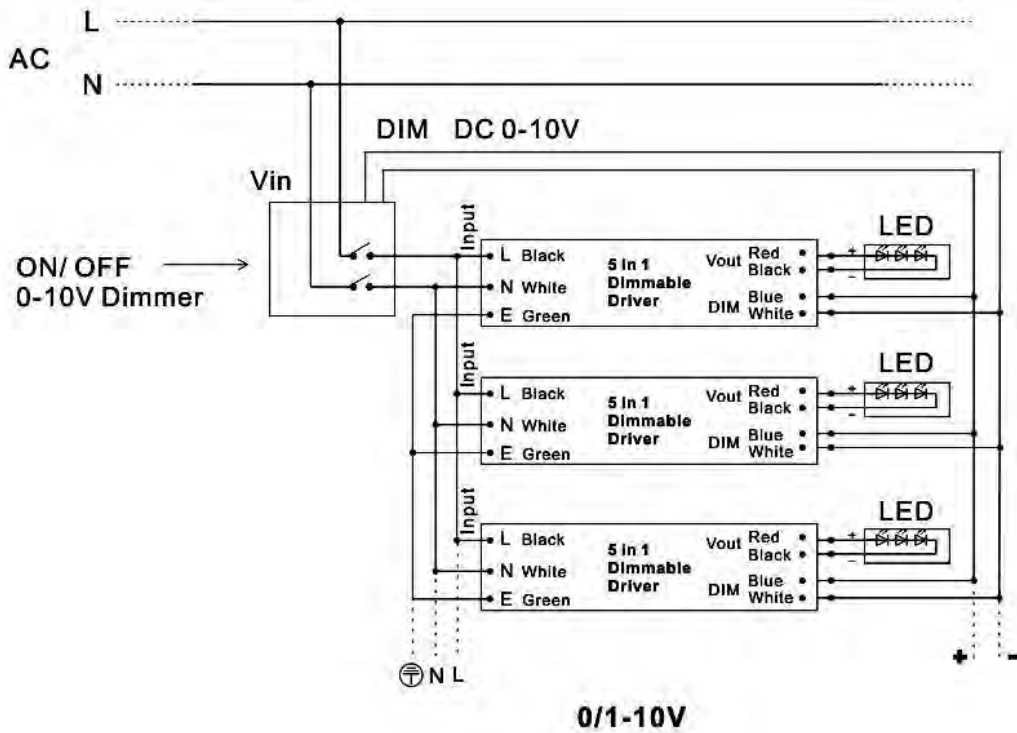 L
AC
N
DIM DC 0-10V
Vin
ON/ OFF
0-10V Dimmer
Input
L Black
N White
E Green
5 in 1
Dimmable
Driver
Vout Red
Black
DIM Blue
White
LED
+
−
Input
L Black
N White
E Green
5 in 1
Dimmable
Driver
Vout Red
Black
DIM Blue
White
LED
+
−
Input
L Black
N White
E Green
5 in 1
Dimmable
Driver
Vout Red
Black
DIM Blue
White
LED
+
−
N L
+ −
0/1-10V